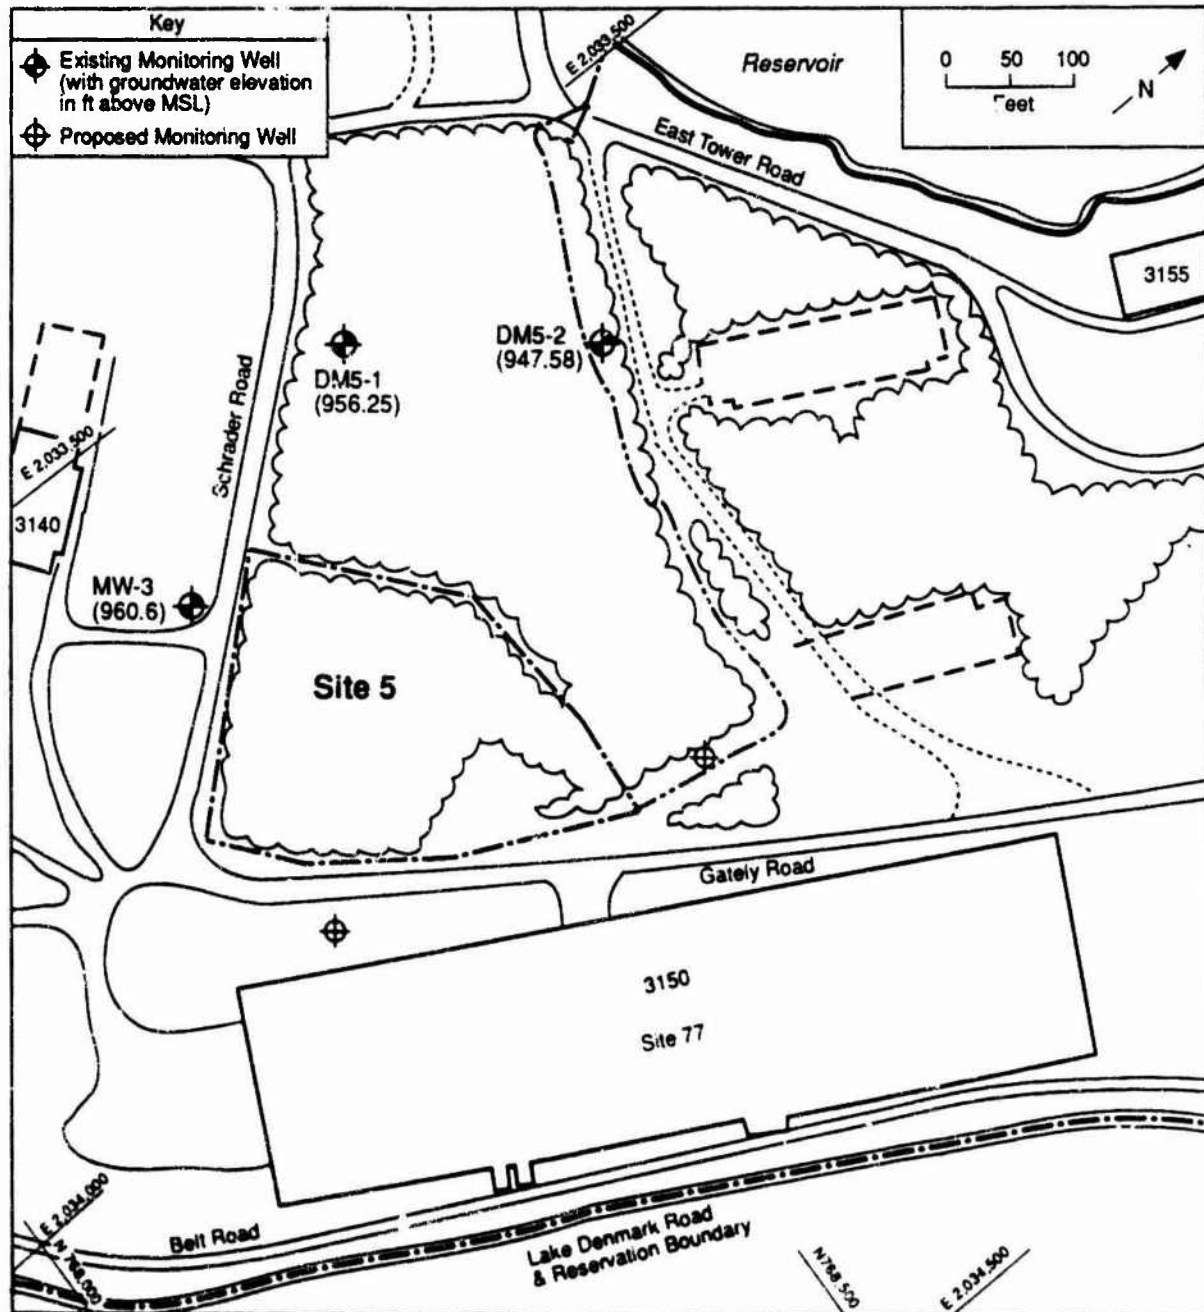 Key
Existing Monitoring Well
(with groundwater elevation
in ft above MSL)
Proposed Monitoring Well
E 2,033,500
Reservoir
0 50 100
Feet
N
East Tower Road
3155
DM5-1
(956.25)
DM5-2
(947.58)
Schrader Road
E 2,033,500
3140
MW-3
(960.6)
Site 5
Gately Road
3150
Site 77
E 2,034,000
N 768,000
Belt Road
Lake Denmark Road
& Reservation Boundary
N768,500
E 2,034,500